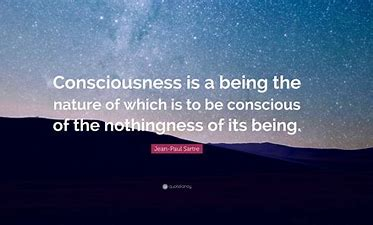 Consciousness is a being the
nature of which is to be conscious
of the nothingness of its being.
Jean-Paul Sartre
quotefancy